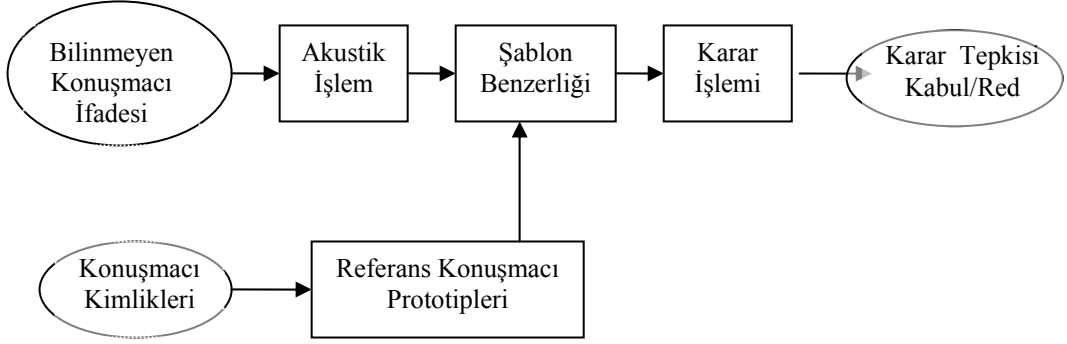 Bilinmeyen
Konuşmacı
İfadesi
Akustik
İşlem
Şablon
Benzerliği
Karar
İşlemi
Karar Tepkisi
Kabul/Red
Konuşmacı
Kimlikleri
Referans Konuşmacı
Prototipleri